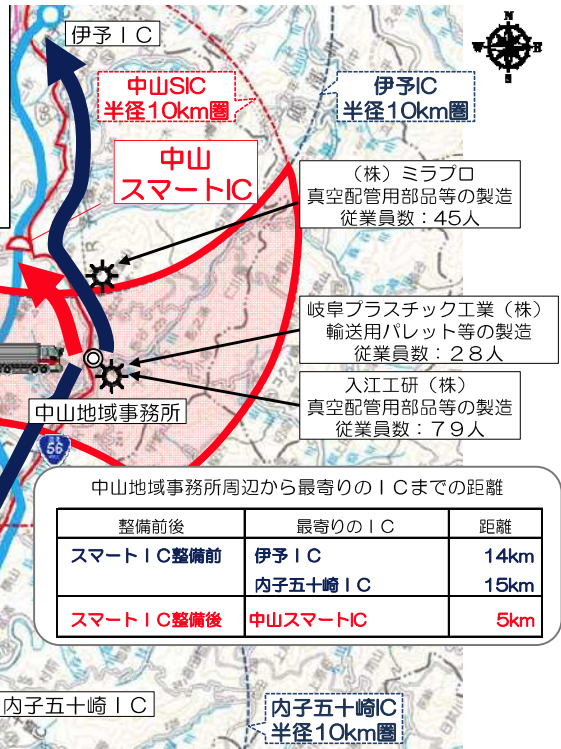 N
W
E
S
伊予ＩＣ
中山SIC
半径10km圏
伊予IC
半径10km圏
中山
スマートIC
（株）ミラプロ
真空配管用部品等の製造
従業員数：45人
岐阜プラスチック工業（株）
輸送用パレット等の製造
従業員数：２８人
入江工研（株）
真空配管用部品等の製造
従業員数：７９人
中山地域事務所
56
中山地域事務所周辺から最寄りのＩＣまでの距離
整備前後 最寄りのＩＣ 距離
スマートＩＣ整備前 伊予ＩＣ 14km
内子五十崎ＩＣ 15km
スマートＩＣ整備後 中山スマートIC 5km
内子五十崎ＩＣ
内子五十崎IC
半径10km圏